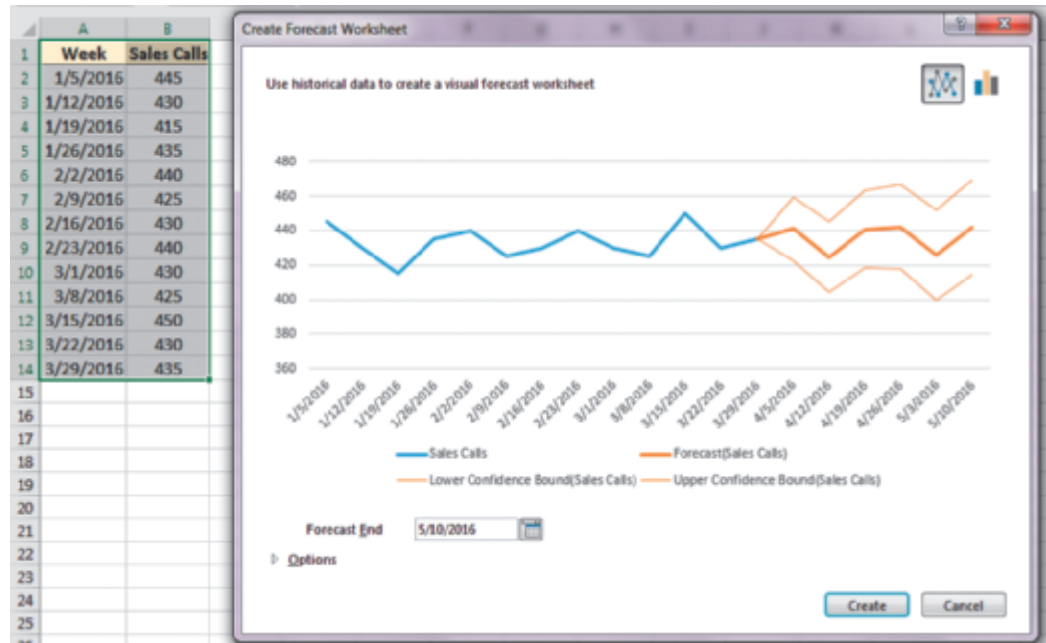 A B
1 Week Sales Calls
2 1/5/2016 445
3 1/12/2016 430
4 1/19/2016 415
5 1/26/2016 435
6 2/2/2016 440
7 2/9/2016 425
8 2/16/2016 430
9 2/23/2016 440
10 3/1/2016 430
11 3/8/2016 425
12 3/15/2016 450
13 3/22/2016 430
14 3/29/2016 435
15
16
17
18
19
20
21
22
23
24
25
Create Forecast Worksheet
Use historical data to create a visual forecast worksheet
480
460
440
420
400
380
360
1/5/2016 1/12/2016 1/19/2016 1/26/2016 2/2/2016 2/9/2016 2/16/2016 2/23/2016 3/1/2016 3/8/2016 3/15/2016 3/22/2016 3/29/2016 4/5/2016 4/12/2016 4/19/2016 4/26/2016 5/3/2016 5/10/2016
Sales Calls Forecast(Sales Calls)
Lower Confidence Bound(Sales Calls) Upper Confidence Bound(Sales Calls)
Forecast End 5/10/2016
Options
Create Cancel